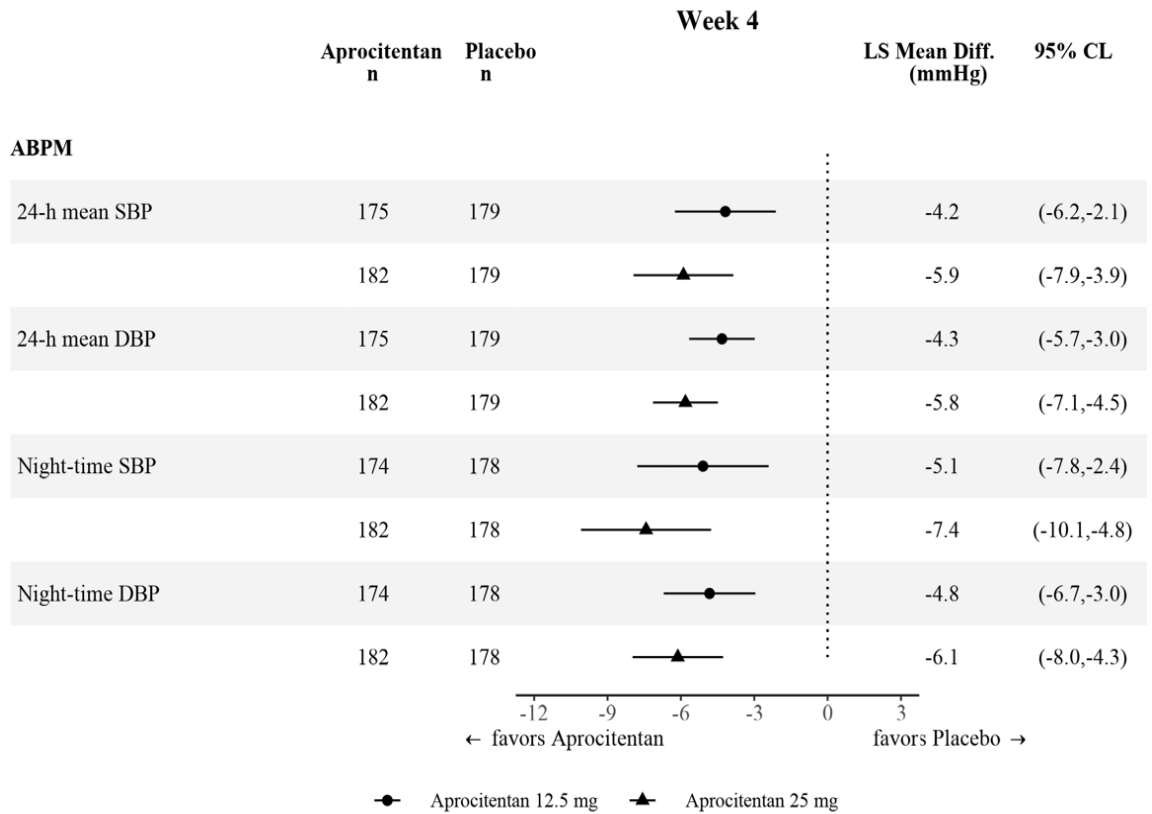 Week 4
Aprocitentan Placebo LS Mean Diff. 95% CL
n n (mmHg)
ABPM
24-h mean SBP 175 179 -4.2 (-6.2,-2.1)
182 179 -5.9 (-7.9,-3.9)
24-h mean DBP 175 179 -4.3 (-5.7,-3.0)
182 179 -5.8 (-7.1,-4.5)
Night-time SBP 174 178 -5.1 (-7.8,-2.4)
182 178 -7.4 (-10.1,-4.8)
Night-time DBP 174 178 -4.8 (-6.7,-3.0)
182 178 -6.1 (-8.0,-4.3)
-12 -9 -6 -3 0 3
← favors Aprocitentan favors Placebo →
Aprocitentan 12.5 mg Aprocitentan 25 mg